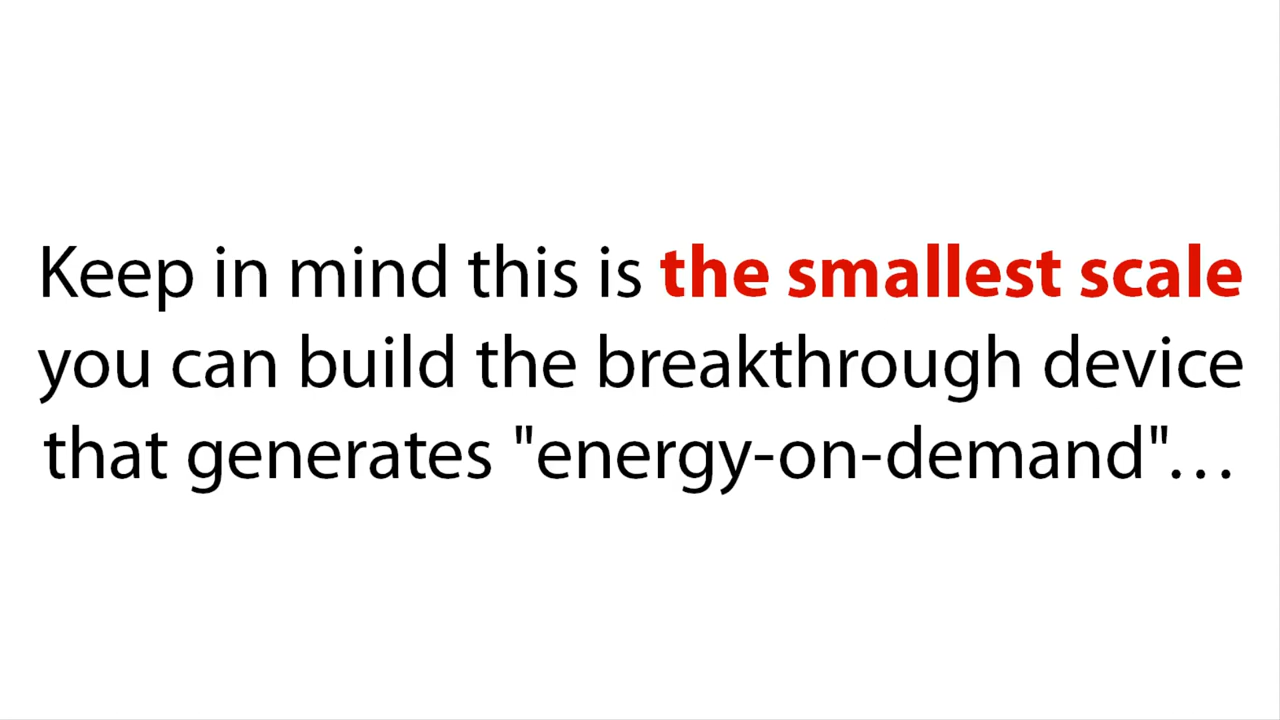 Keep in mind this is the smallest scale
you can build the breakthrough device
that generates "energy-on-demand"…